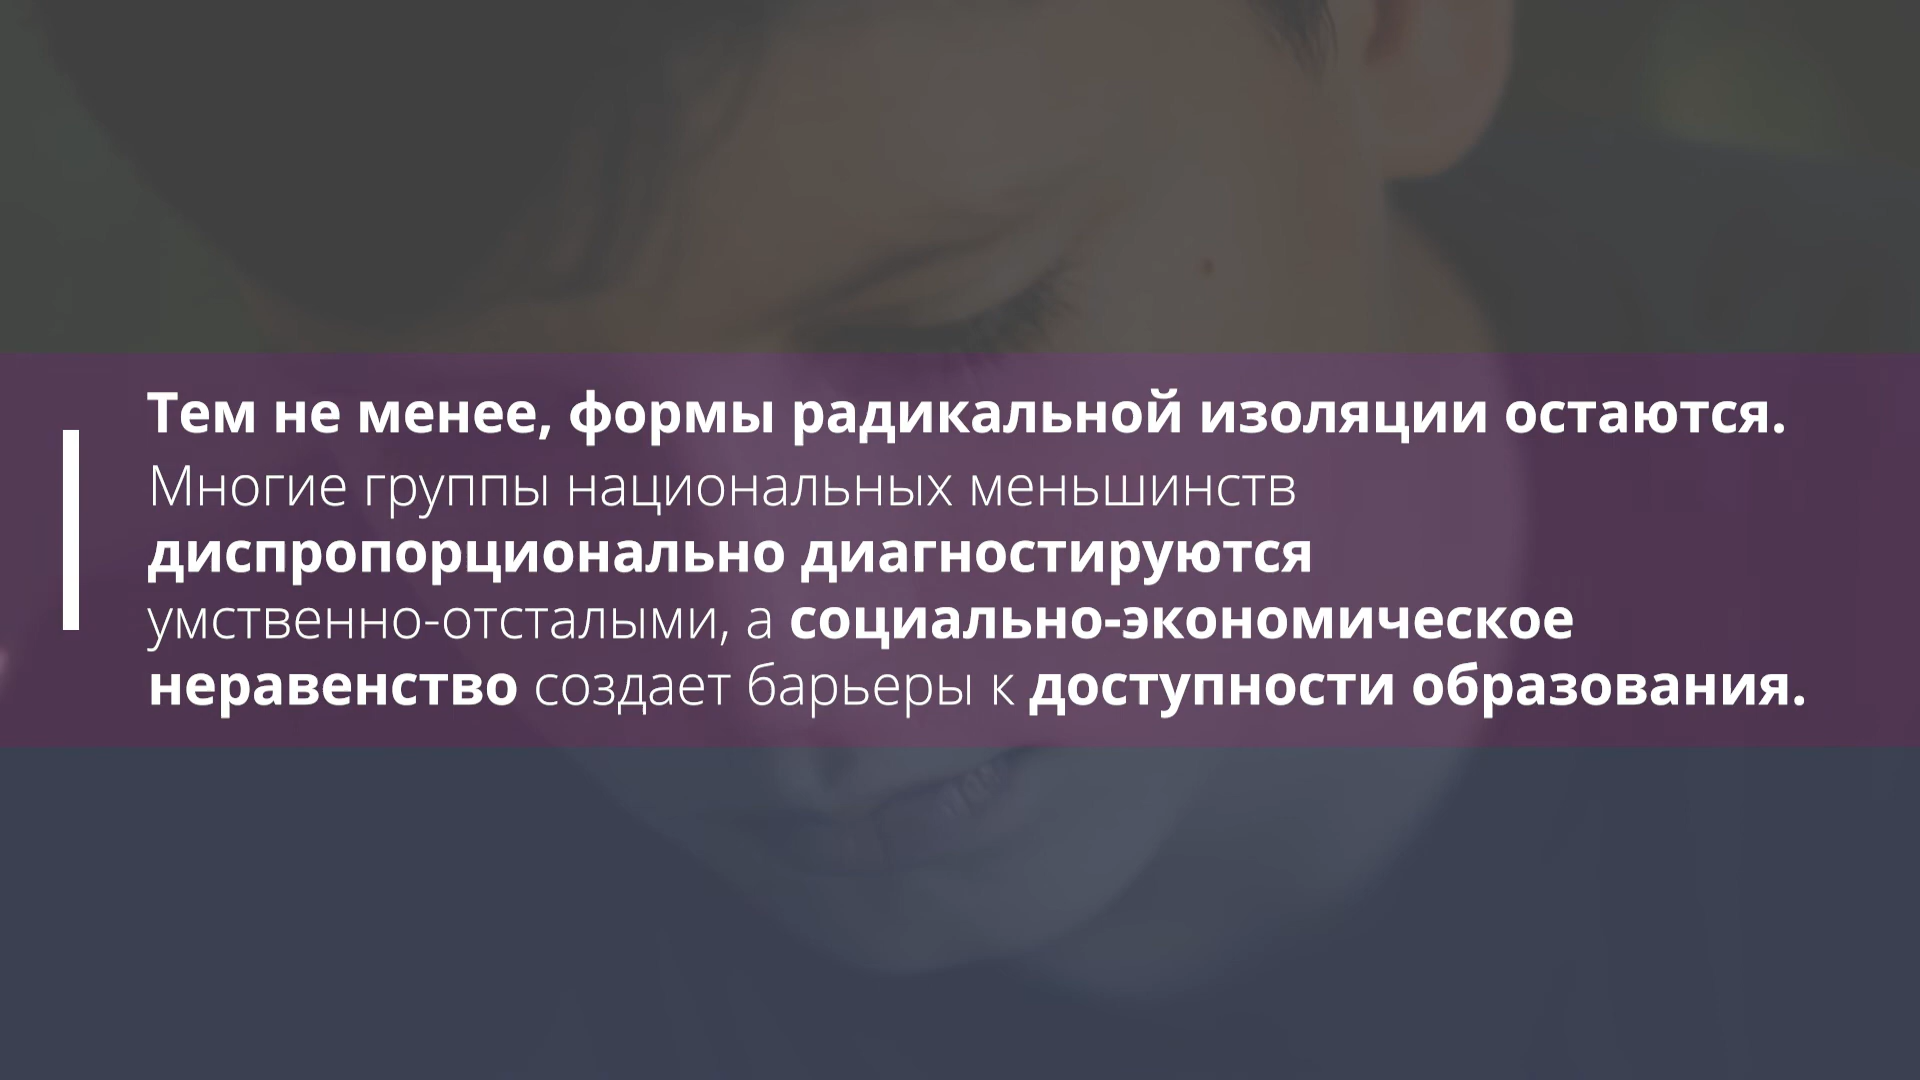 Тем не менее, формы радикальной изоляции остаются.
Многие группы национальных меньшинств
диспропорционально диагностируются
умственно-отсталыми, а социально-экономическое
неравенство создает барьеры к доступности образования.